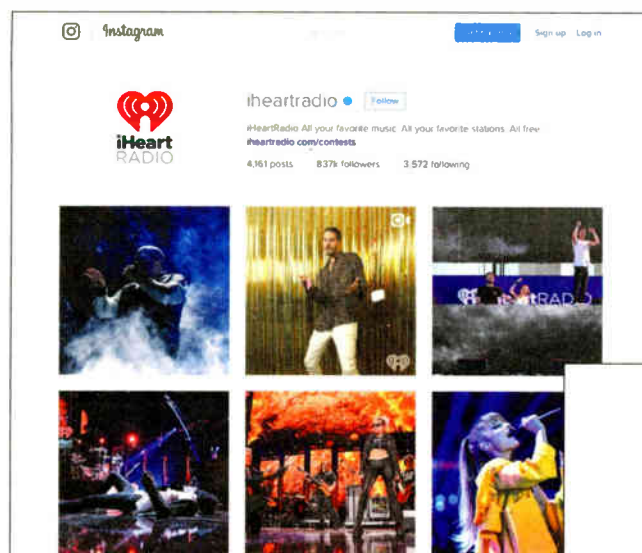 Instagram
Sign up Log in
iHeart
RADIO
iheartradio Follow
iHeartRadio All your favorite music. All your favorite stations. All free
iheartradio.com/contests
4,161 posts 837k followers 3,572 following
RADIO